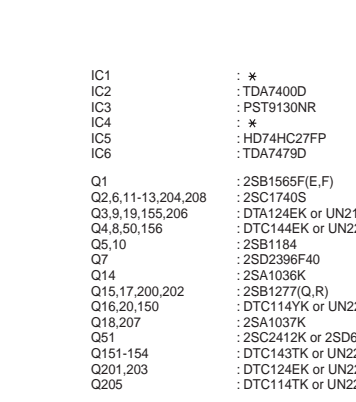 IC1 : *
IC2 : TDA7400D
IC3 : PST9130NR
IC4 : *
IC5 : HD74HC27FP
IC6 : TDA7479D
Q1 : 2SB1565F(E,F)
Q2,6,11-13,204,208 : 2SC1740S
Q3,9,19,155,206 : DTA124EK or UN21
Q4,8,50,156 : DTC144EK or UN22
Q5,10 : 2SB1184
Q7 : 2SD2396F40
Q14 : 2SA1036K
Q15,17,200,202 : 2SB1277(Q,R)
Q16,20,150 : DTC114YK or UN22
Q18,207 : 2SA1037K
Q51 : 2SC2412K or 2SD6
Q151-154 : DTC143TK or UN22
Q201,203 : DTC124EK or UN22
Q205 : DTC114TK or UN22